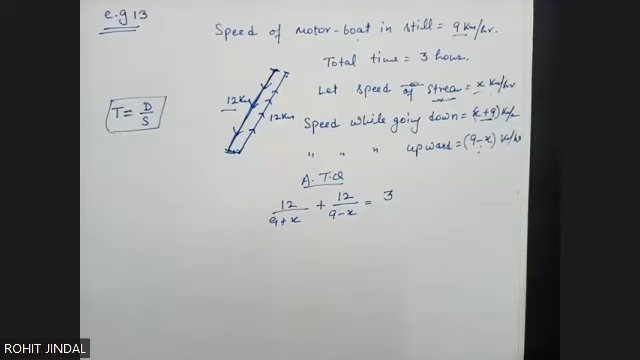 e.g 13
Speed of motor-boat in still = 9 Km/hr.
Total time = 3 hours.
Let speed of stream = x Km/hr
12 Km
12 Km
T = D/S
Speed while going down = (x+9) Km/h
" " " upward = (9-x) Km/hr
A.T.Q
12/(9+x) + 12/(9-x) = 3
ROHIT JINDAL